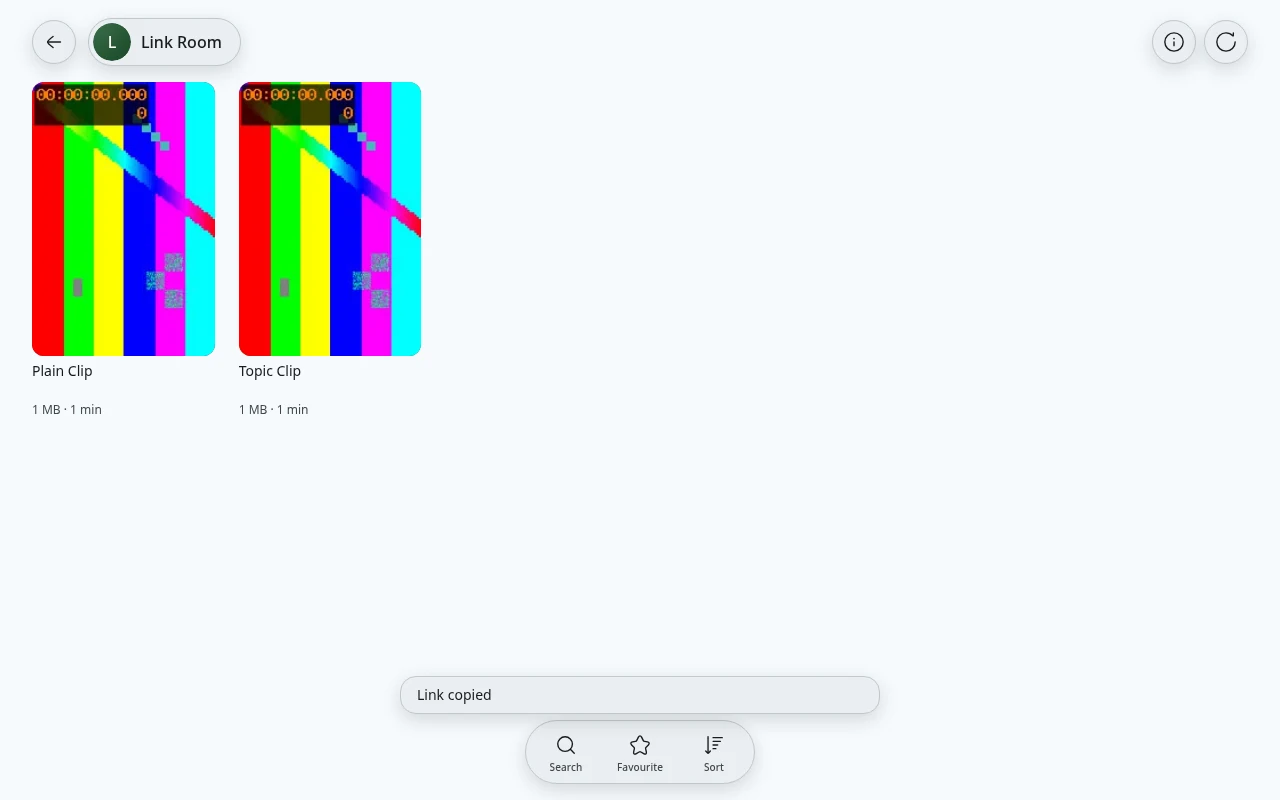 L Link Room
00:00:00.000
0
00:00:00.000
0
Plain Clip
Topic Clip
1 MB · 1 min
1 MB · 1 min
Link copied
Search
Favourite
Sort